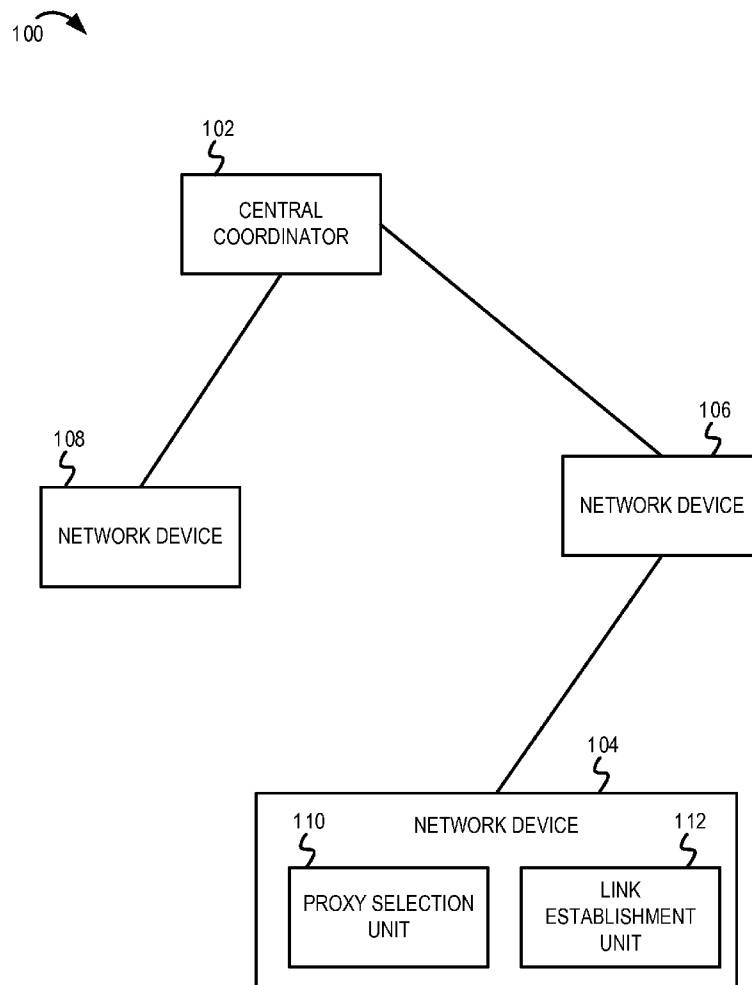 100
102
CENTRAL
COORDINATOR
106
NETWORK DEVICE
108
NETWORK DEVICE
104
NETWORK DEVICE
110
PROXY SELECTION
UNIT
112
LINK
ESTABLISHMENT
UNIT